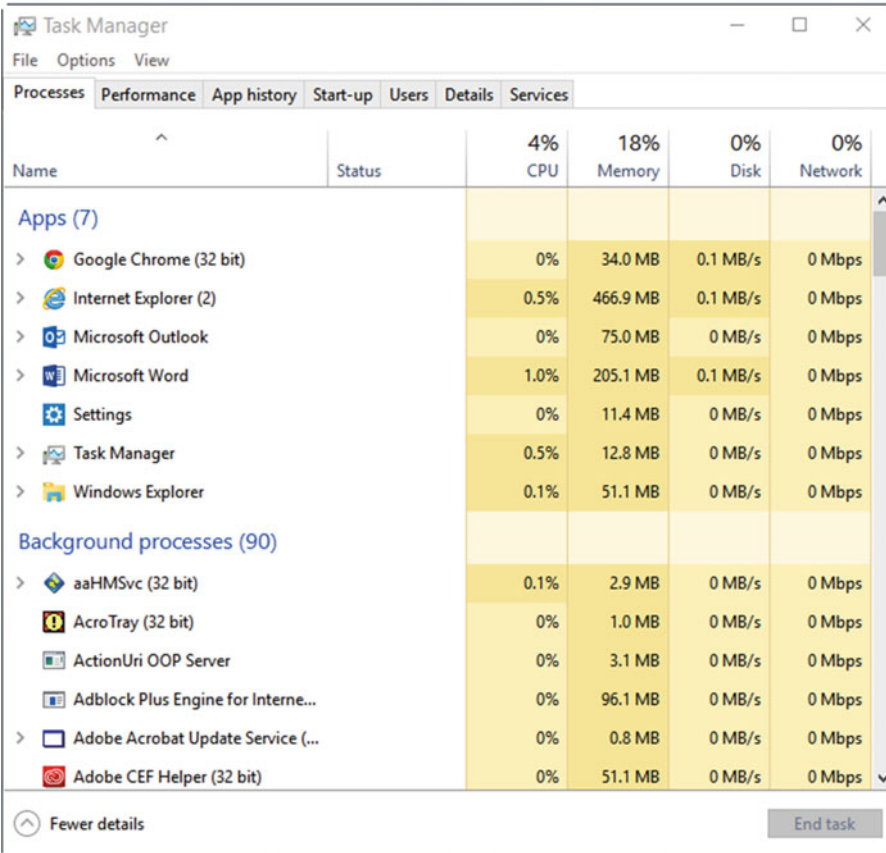 Task Manager
File Options View
Processes Performance App history Start-up Users Details Services
4% 18% 0% 0%
Name Status CPU Memory Disk Network
Apps (7)
Google Chrome (32 bit) 0% 34.0 MB 0.1 MB/s 0 Mbps
Internet Explorer (2) 0.5% 466.9 MB 0.1 MB/s 0 Mbps
Microsoft Outlook 0% 75.0 MB 0 MB/s 0 Mbps
Microsoft Word 1.0% 205.1 MB 0.1 MB/s 0 Mbps
Settings 0% 11.4 MB 0 MB/s 0 Mbps
Task Manager 0.5% 12.8 MB 0 MB/s 0 Mbps
Windows Explorer 0.1% 51.1 MB 0 MB/s 0 Mbps
Background processes (90)
aaHMSvc (32 bit) 0.1% 2.9 MB 0 MB/s 0 Mbps
AcroTray (32 bit) 0% 1.0 MB 0 MB/s 0 Mbps
ActionUri OOP Server 0% 3.1 MB 0 MB/s 0 Mbps
Adblock Plus Engine for Interne... 0% 96.1 MB 0 MB/s 0 Mbps
Adobe Acrobat Update Service (... 0% 0.8 MB 0 MB/s 0 Mbps
Adobe CEF Helper (32 bit) 0% 51.1 MB 0 MB/s 0 Mbps
Fewer details End task